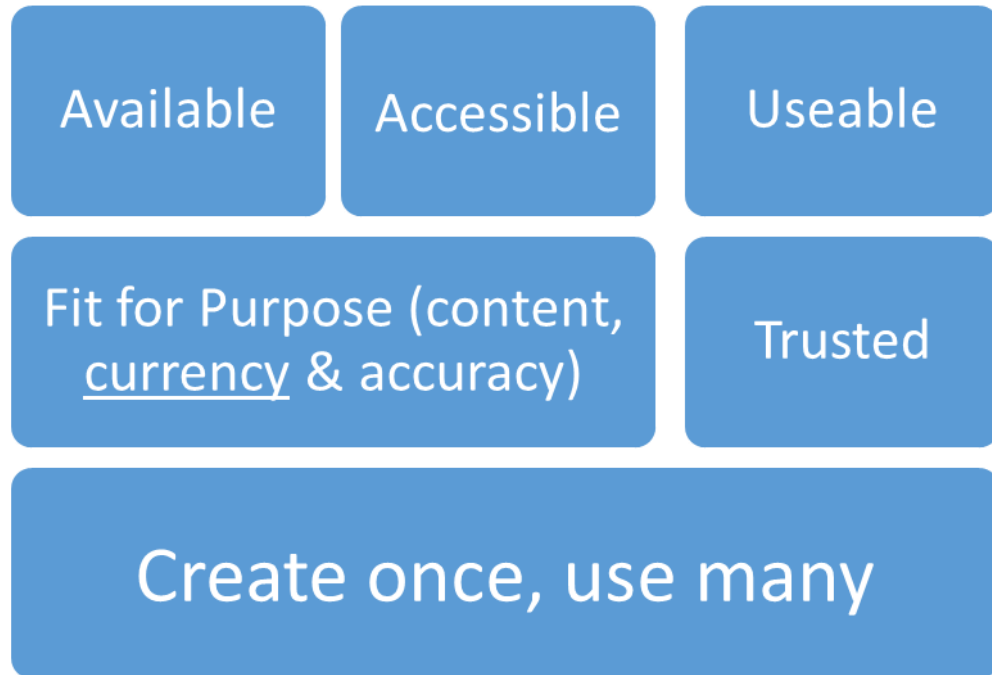 Available
Accessible
Useable
Fit for Purpose (content,
currency & accuracy)
Trusted
Create once, use many